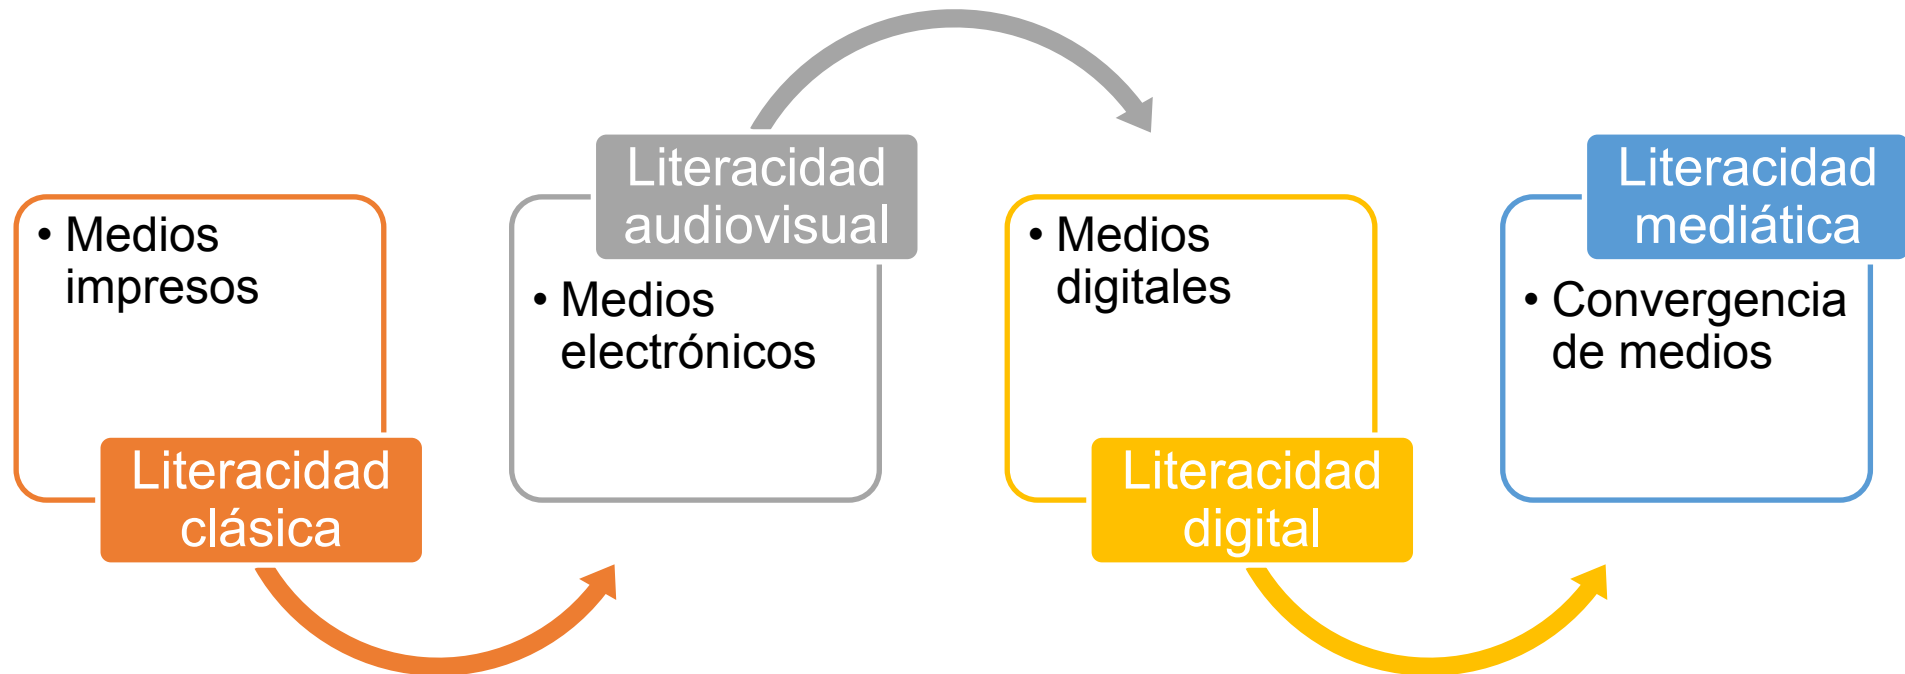 • Medios
impresos
Literacidad
clásica
Literacidad
audiovisual
• Medios
electrónicos
• Medios
digitales
Literacidad
digital
Literacidad
mediática
• Convergencia
de medios